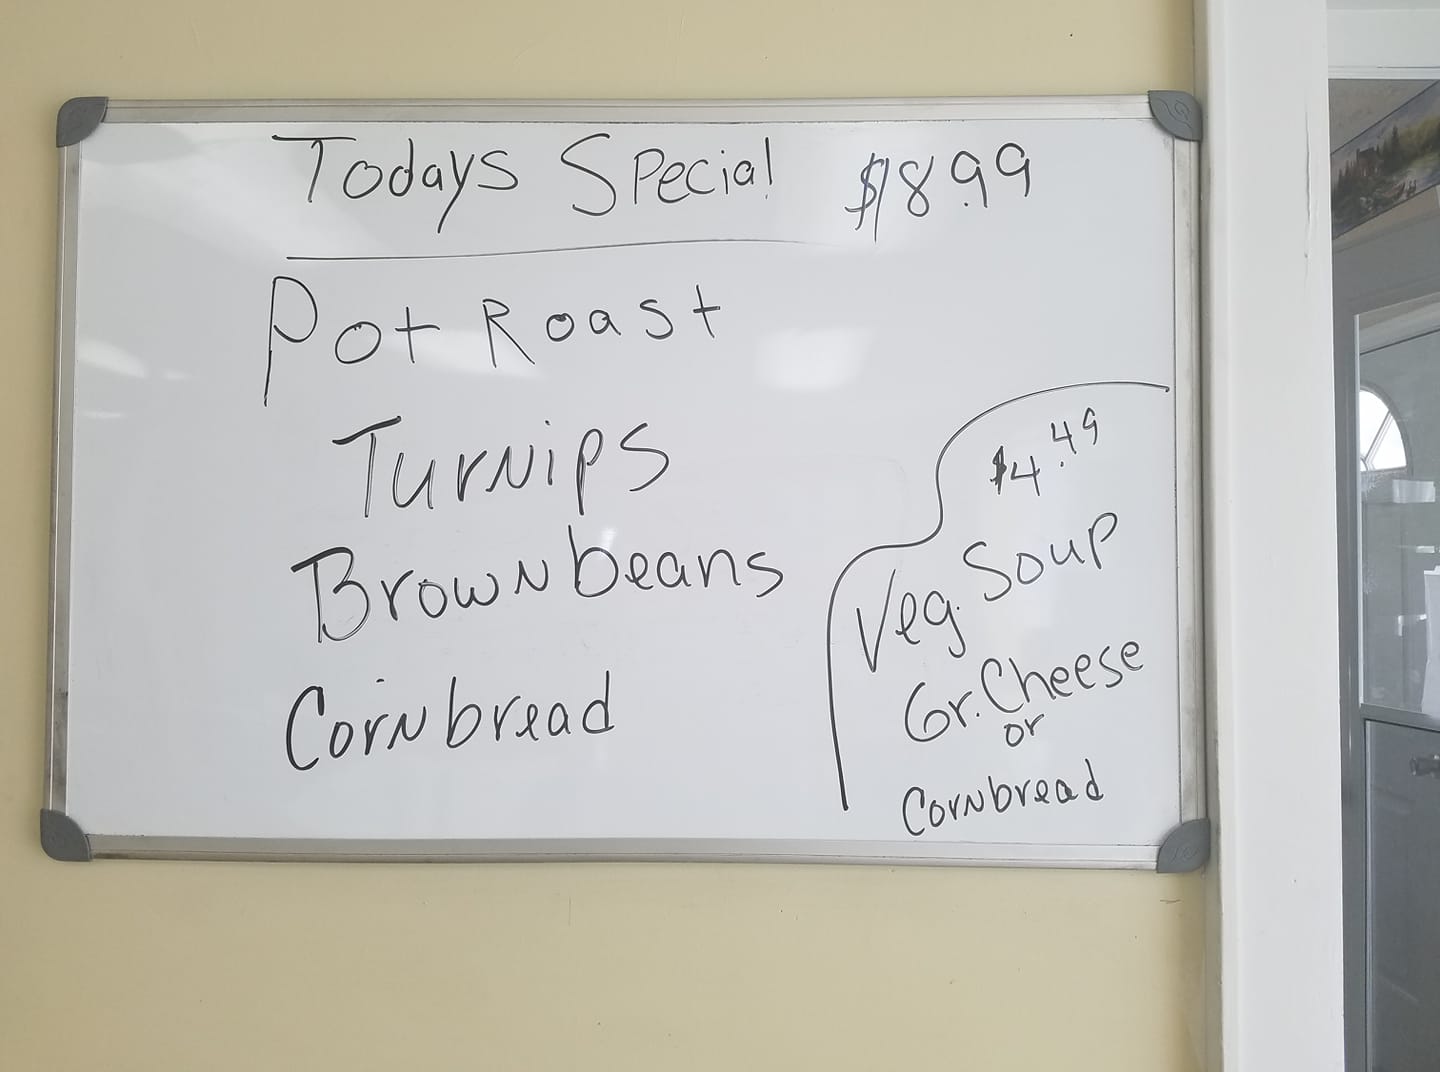 Todays Special $8.99
Pot Roast
Turnips
Brown beans
Cornbread
$4.49
Veg. Soup
Gr. Cheese
or
Cornbread